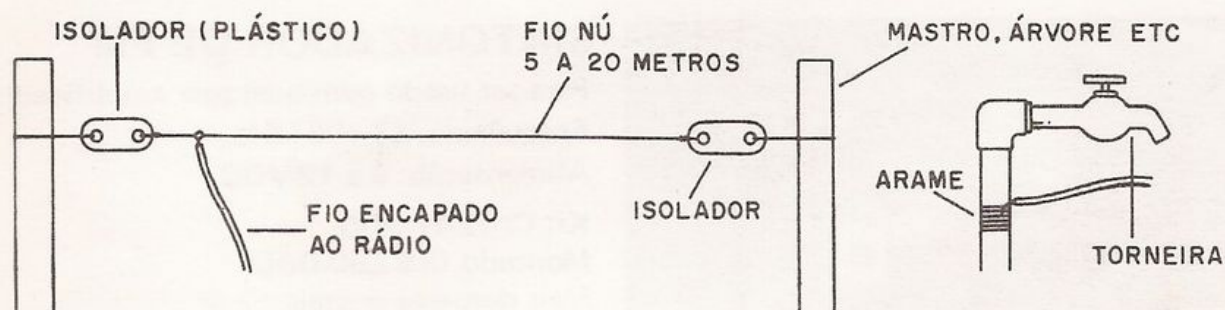 ISOLADOR (PLÁSTICO)
FIO NÚ
5 A 20 METROS
MASTRO, ÁRVORE ETC
ARAME
FIO ENCAPADO
AO RÁDIO
ISOLADOR
TORNEIRA